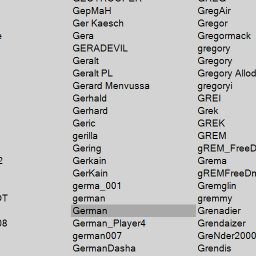 GepMaH
Ger Kaesch
Gera
GERADEVIL
Geralt
Geralt PL
Gerard Menvussa
Gerhald
Gerhard
Geric
gerilla
Gering
Gerkain
GerKain
germa_001
german
German
German_Player4
german007
GermanDasha
GregAir
Gregor
Gregormack
gregory
Gregory
Gregory Allod
gregoryi
GREI
Grek
GREK
GREM
gREM_FreeD
Grema
gREMFreeDm
Gremglin
gremmy
Grenadier
Grendaizer
GreNder2000
Grendis